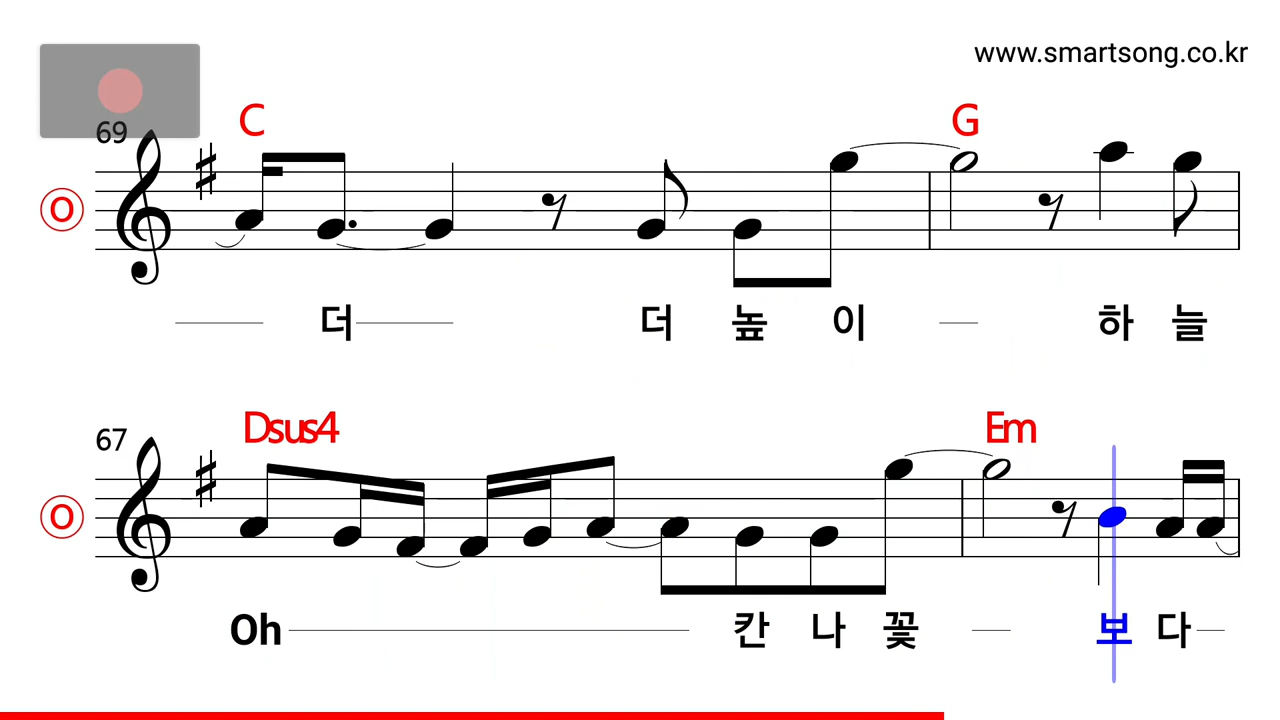 www.smartsong.co.kr
69 C G
O
더 더 높 이 하 늘
67 Dsus4 Em
O
Oh 칸 나 꽃 보 다